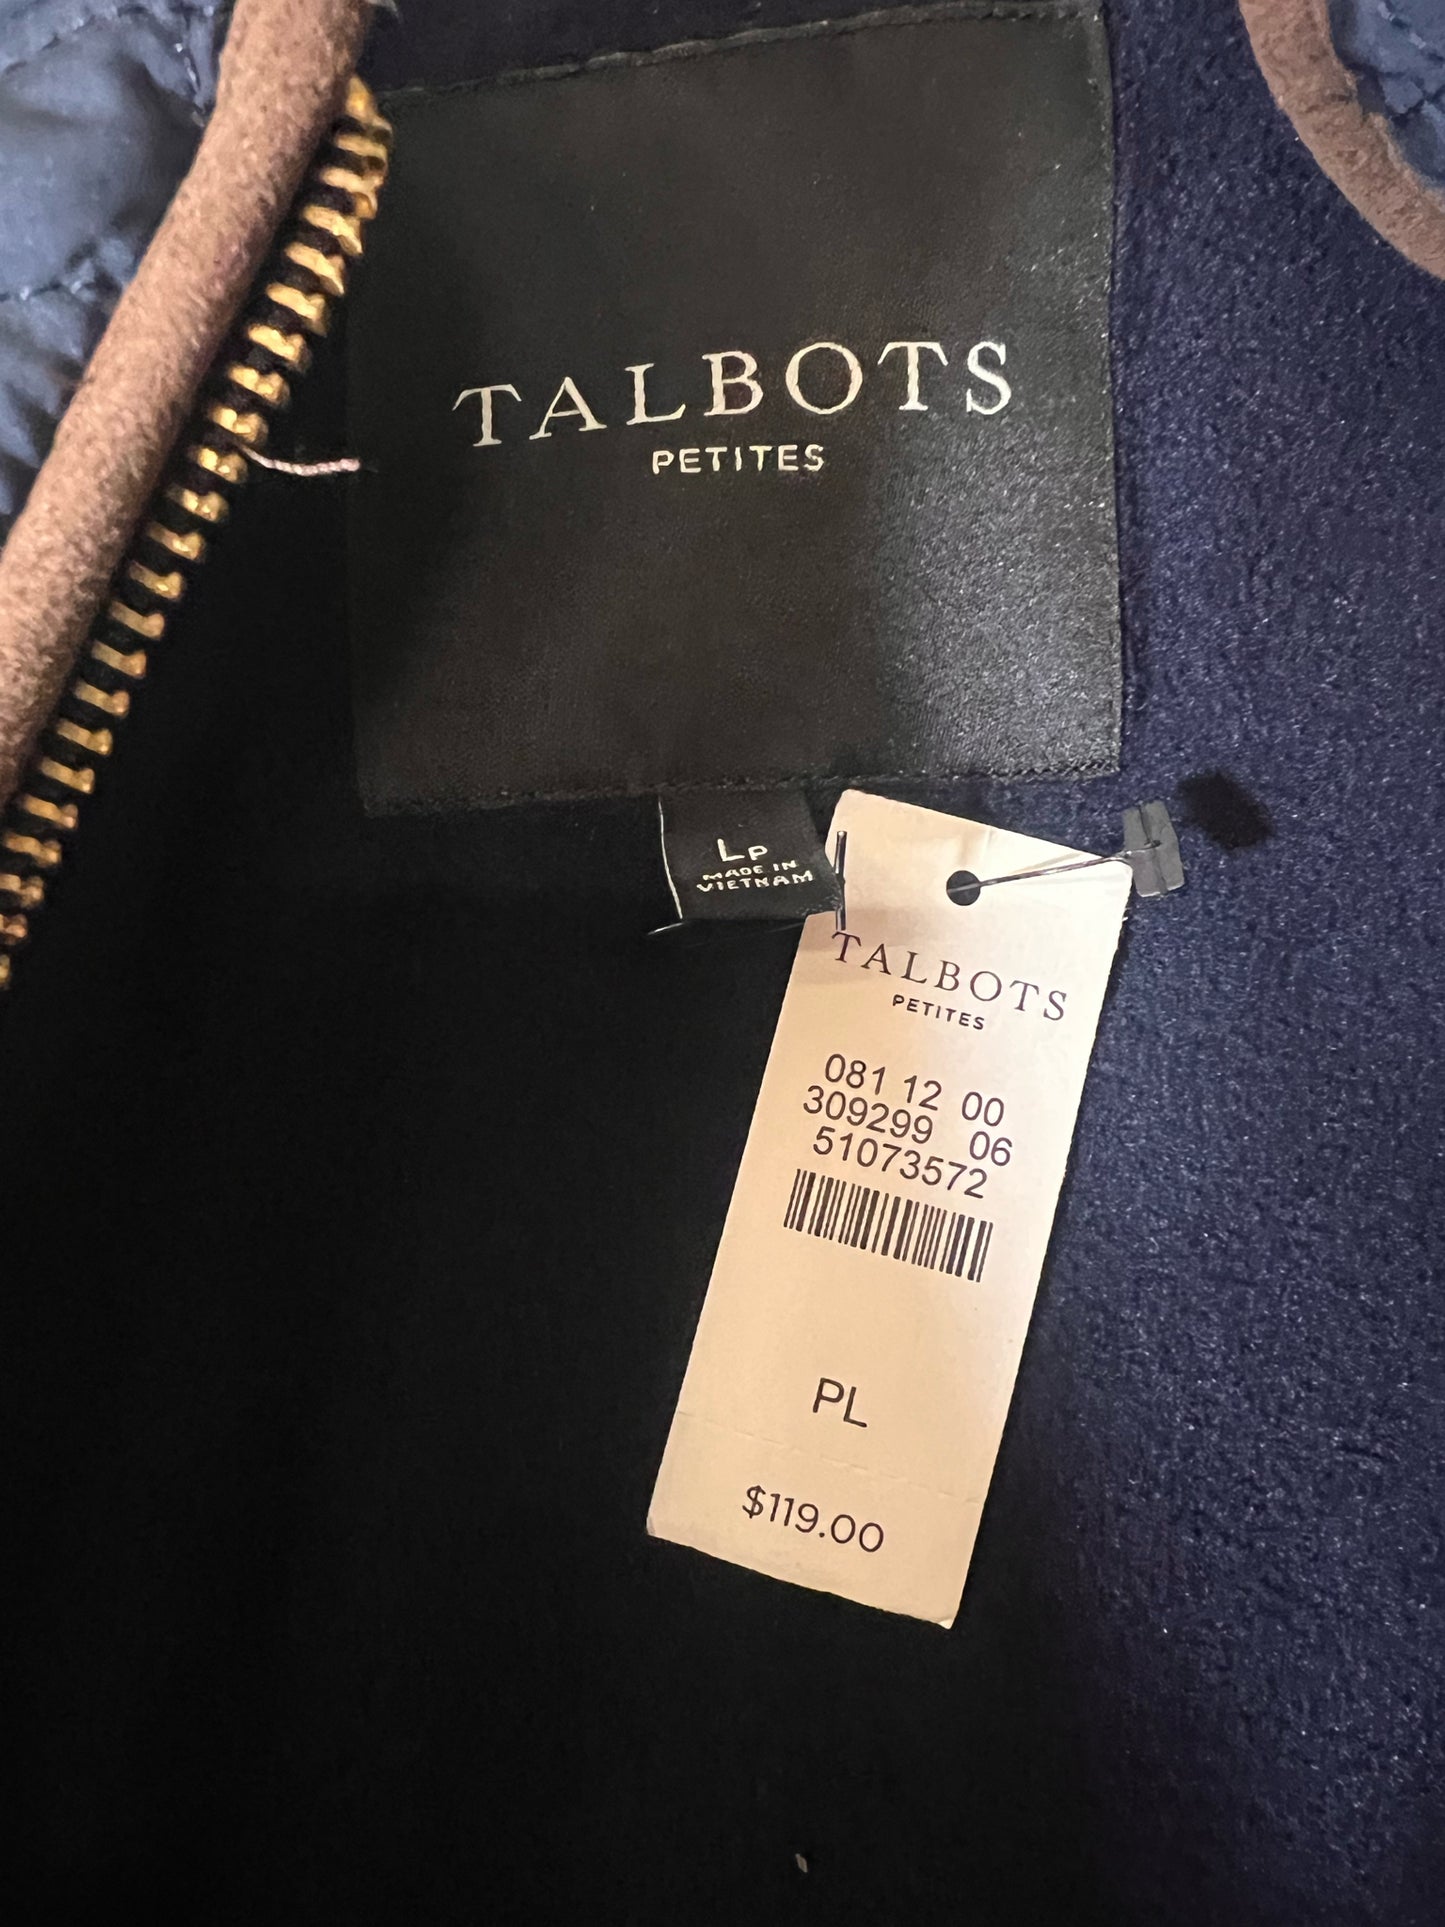 TALBOTS
PETITES
LP
MADE IN
VIETNAM
TALBOTS
PETITES
081 12 00
309299 06
51073572
PL
$119.00